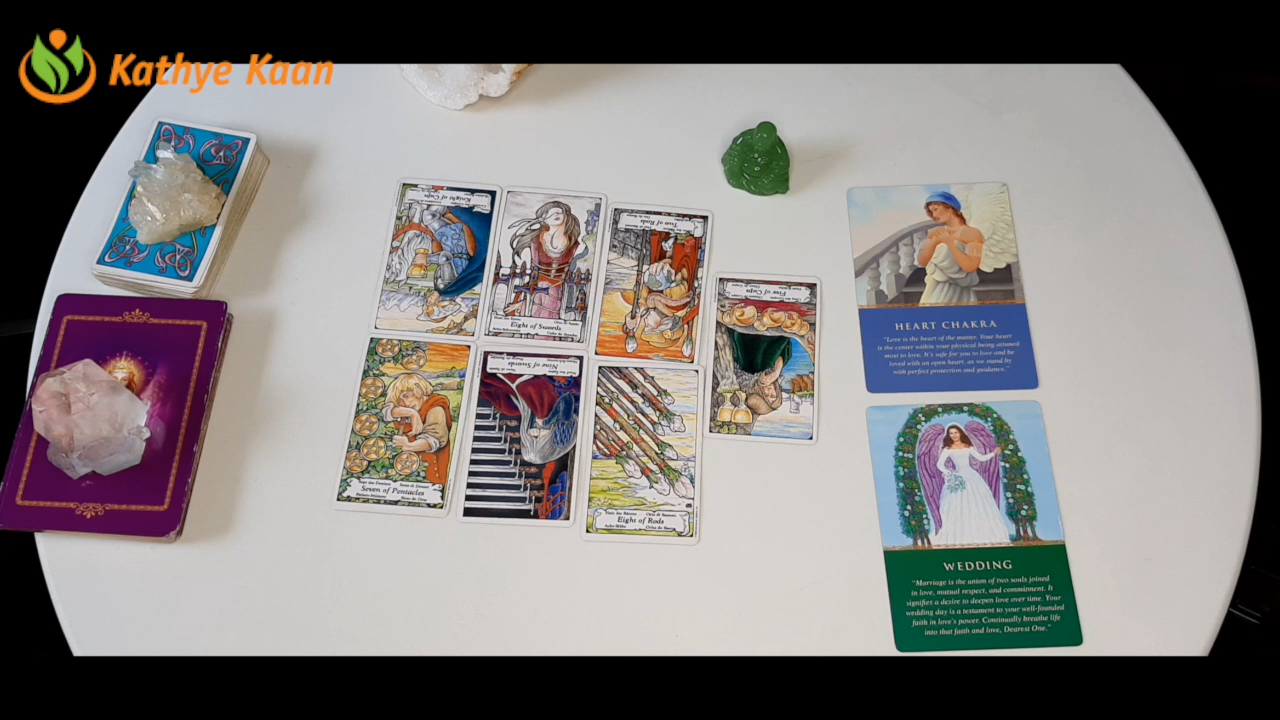 Kathye Kaan
Knight of Cups
Eight of Swords
Two of Rods
Five of Cups
Seven of Pentacles
Nine of Swords
Eight of Rods
HEART CHAKRA
"Love is the heart of the matter. Your heart
is the center within your physical being attuned
most to love. It's safe for you to love and be
loved with an open heart, as we stand by
with perfect protection and guidance."
WEDDING
"Marriage is the union of two souls joined
in love, mutual respect, and commitment. It
signifies a desire to deepen love over time. Your
wedding day is a testament to your well-founded
faith in love's power. Continually breathe life
into that faith and love, Dearest One."